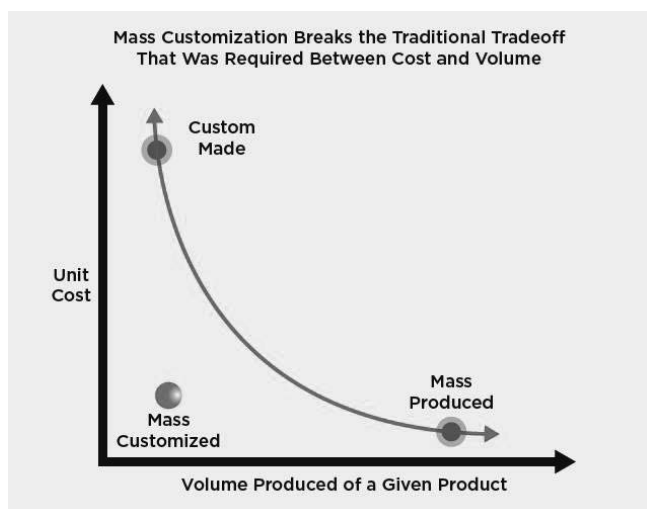 Mass Customization Breaks the Traditional Tradeoff
That Was Required Between Cost and Volume
Custom
Made
Unit
Cost
Mass
Produced
Mass
Customized
Volume Produced of a Given Product